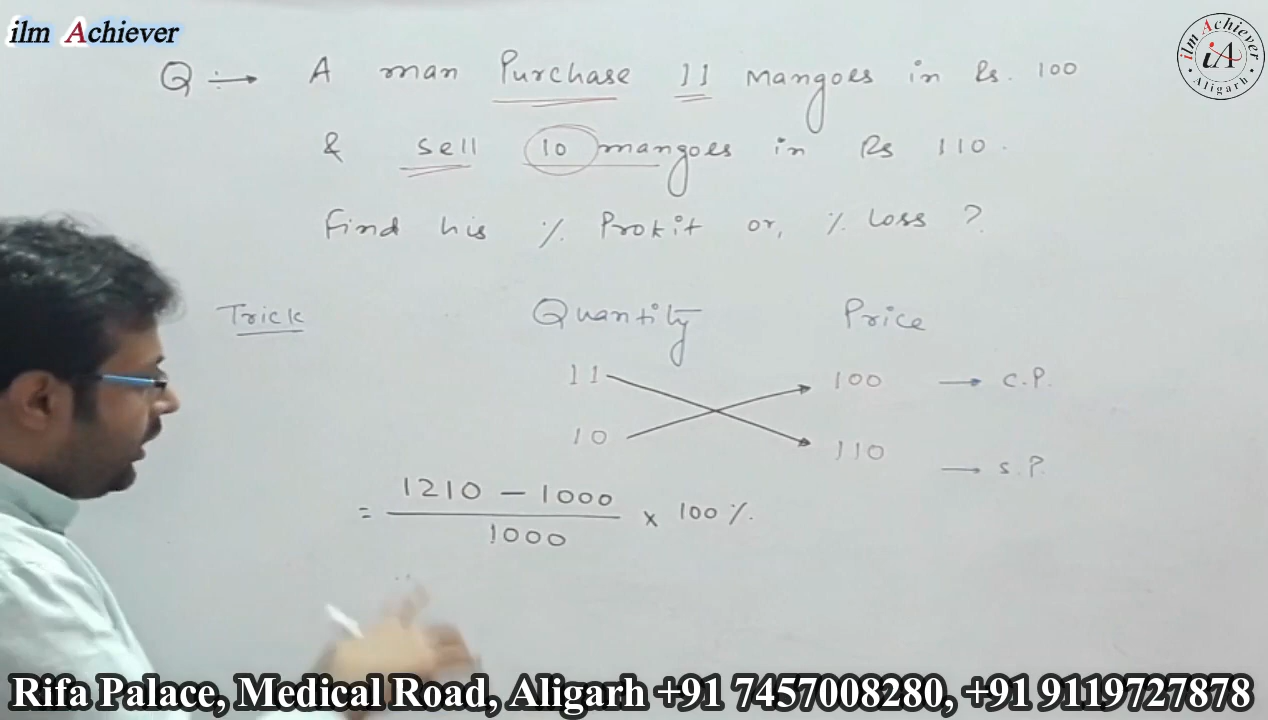 ilm Achiever
ilm Achiever
iA
Aligarh
Q :→ A man Purchase 11 Mangoes in Rs. 100
& sell 10 mangoes in Rs 110.
Find his % Profit or, % Loss ?
Trick Quantity Price
11 100 → C.P.
10 110 → S.P.
= 1210 – 1000 / 1000 × 100 %.
Rifa Palace, Medical Road, Aligarh +91 7457008280, +91 9119727878